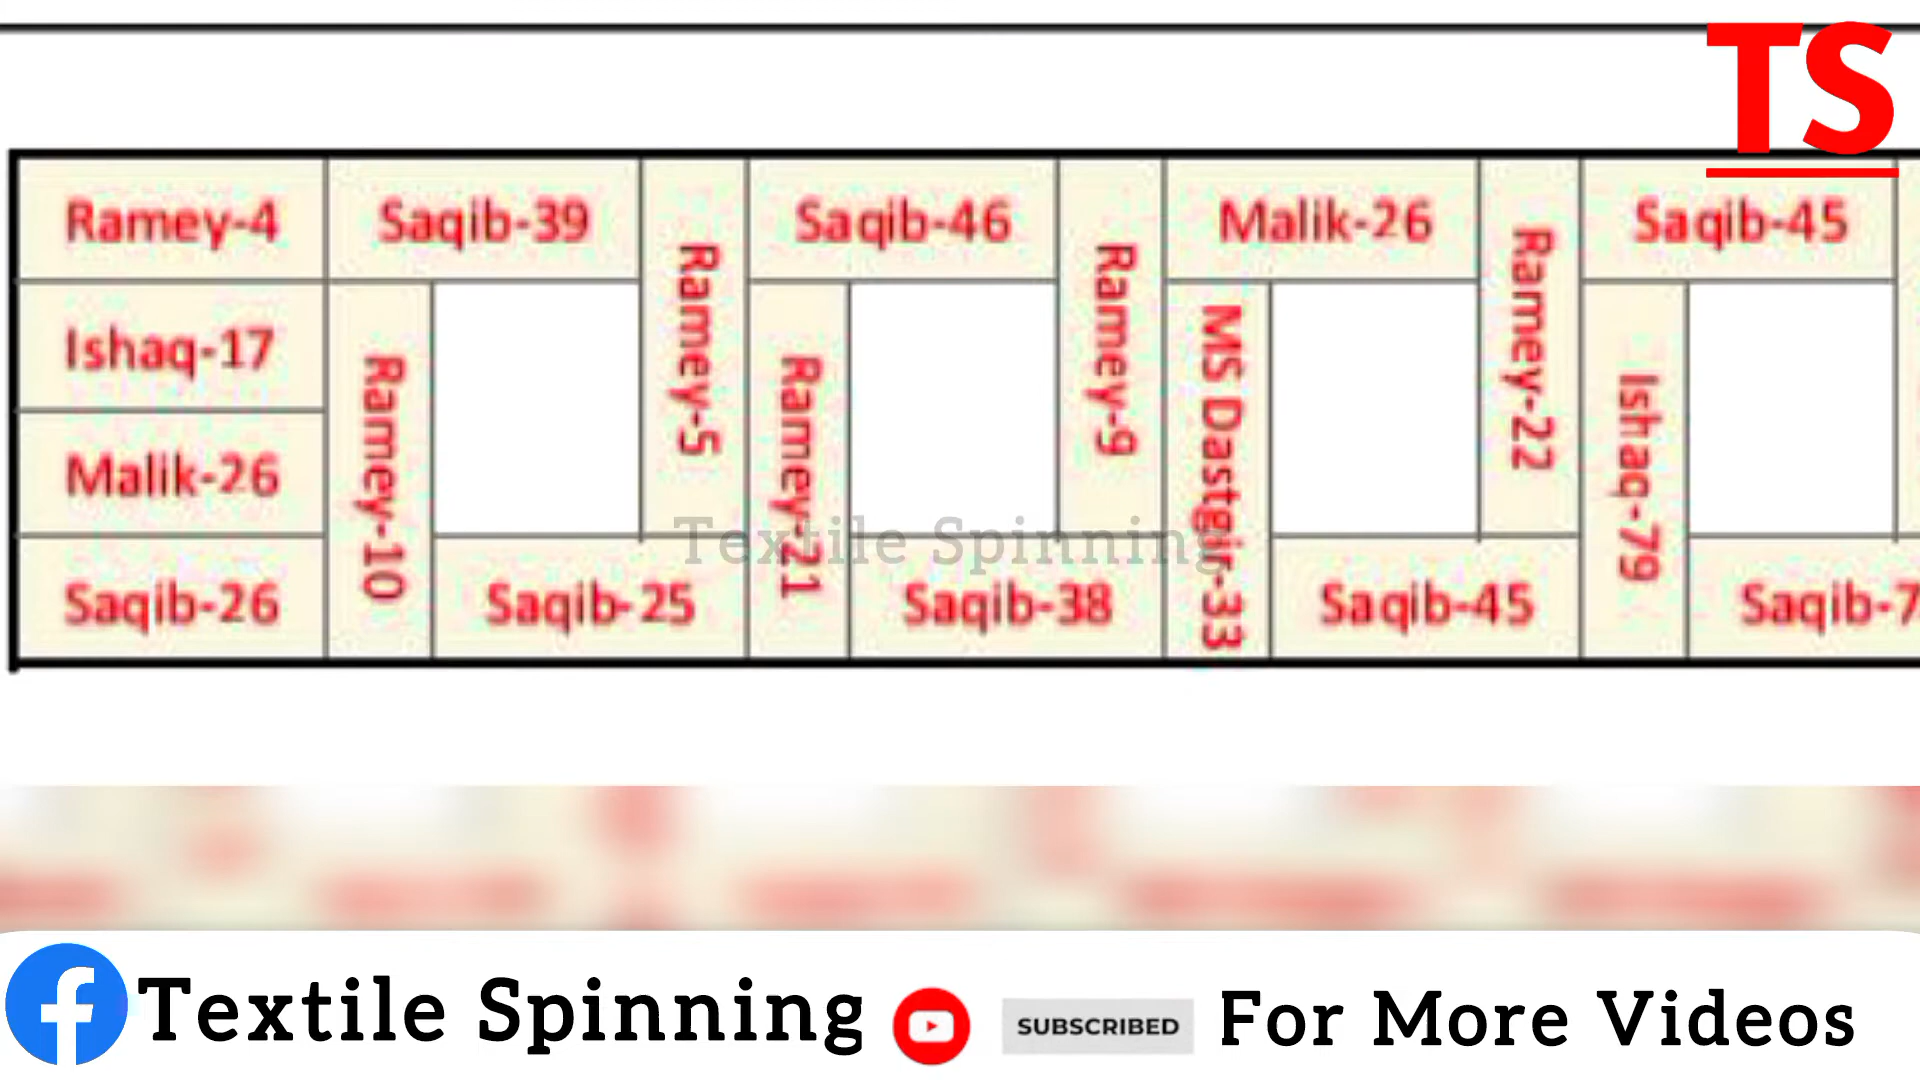 TS
Ramey-4
Saqib-39
Saqib-46
Malik-26
Saqib-45
Ramey-5
Ramey-9
Ramey-22
Ishaq-17
Ramey-10
Ramey-21
MS Dastgir-33
Ishaq-79
Malik-26
Textile Spinning
Saqib-26
Saqib-25
Saqib-38
Saqib-45
Saqib-7
Textile Spinning
SUBSCRIBED
For More Videos